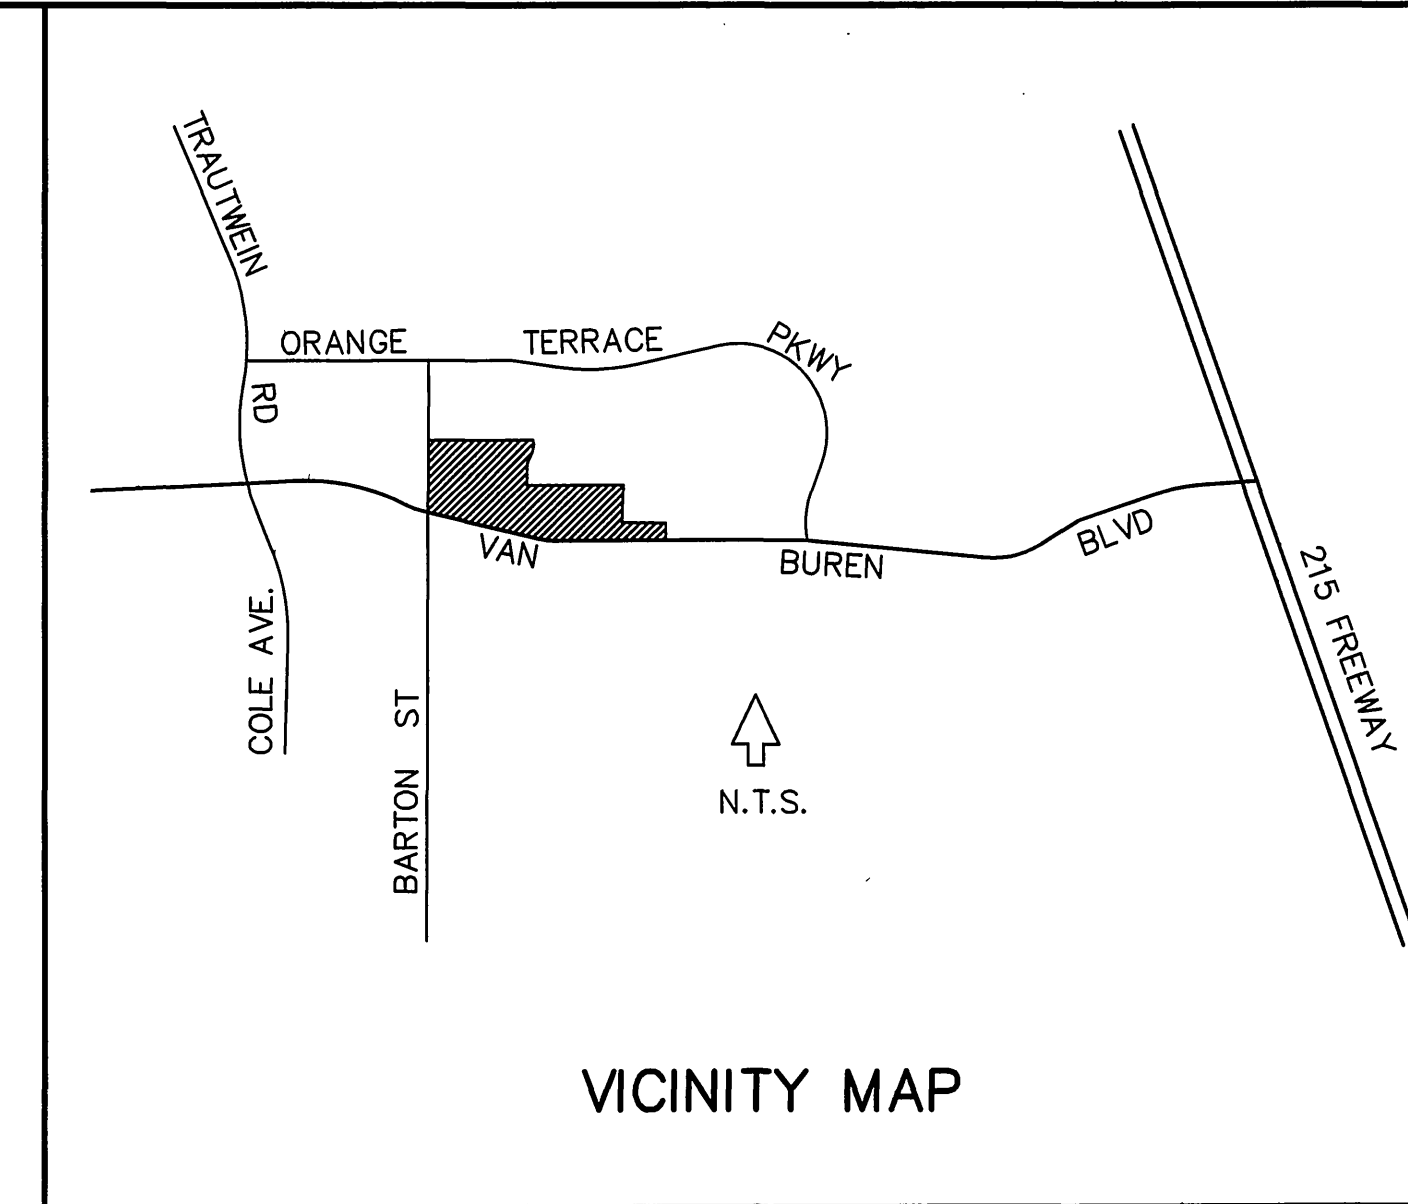 TRAUTWEIN
RD
ORANGE TERRACE PKWY
VAN BUREN BLVD
COLE AVE.
BARTON ST
215 FREEWAY
N.T.S.
VICINITY MAP